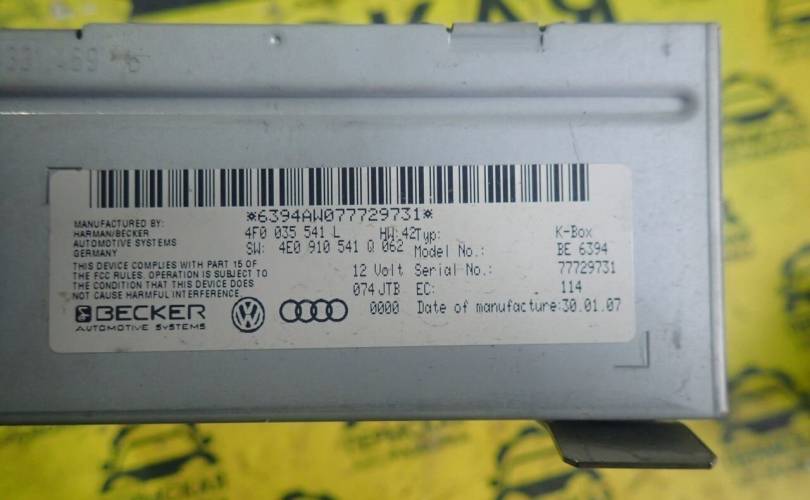 КАЯ
*6394AW077729731*
MANUFACTURED BY:
HARMAN/BECKER
AUTOMOTIVE SYSTEMS
GERMANY
4F0 035 541 L HW:42 Typ: K-Box
SW: 4E0 910 541 Q 062 Model No.: BE 6394
THIS DEVICE COMPLIES WITH PART 15 OF
THE FCC RULES. OPERATION IS SUBJECT TO
THE CONDITION THAT THIS DEVICE DOES
NOT CAUSE HARMFUL INTERFERENCE
12 Volt Serial No.: 77729731
074 JTB EC: 114
0000 Date of manufacture:30.01.07
BECKER
AUTOMOTIVE SYSTEMS
VW